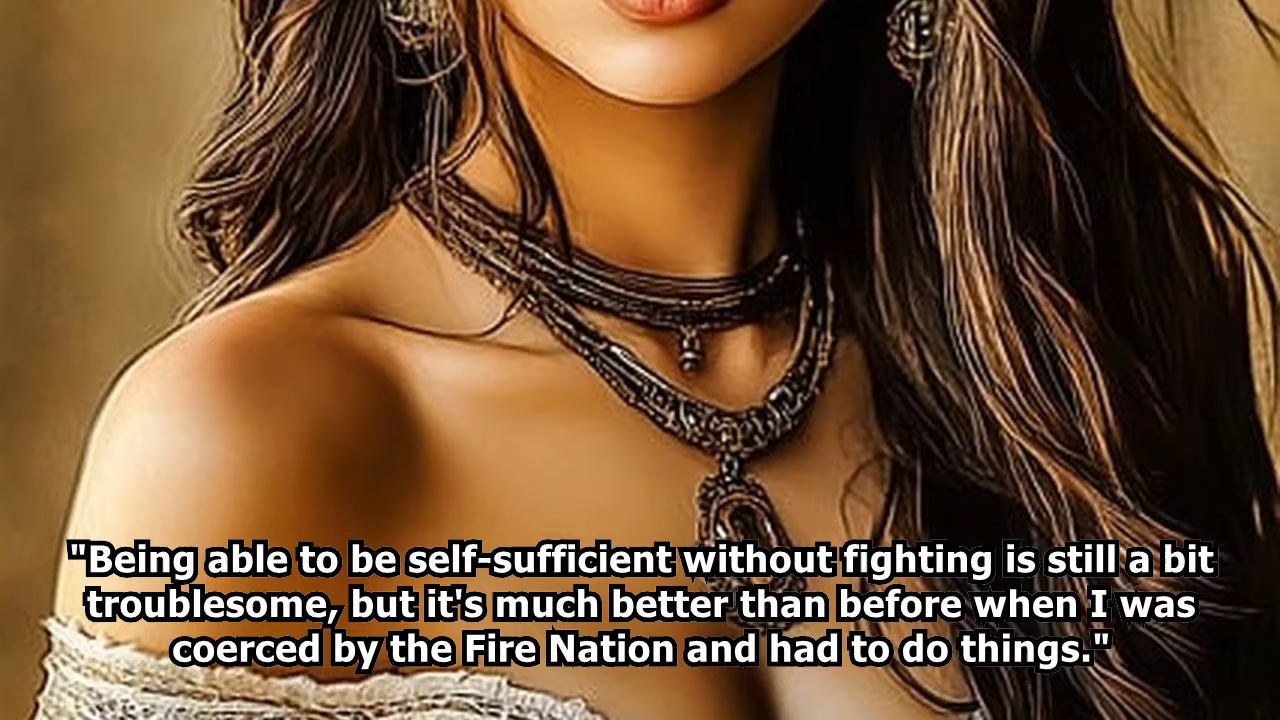 "Being able to be self-sufficient without fighting is still a bit
troublesome, but it's much better than before when I was
coerced by the Fire Nation and had to do things."